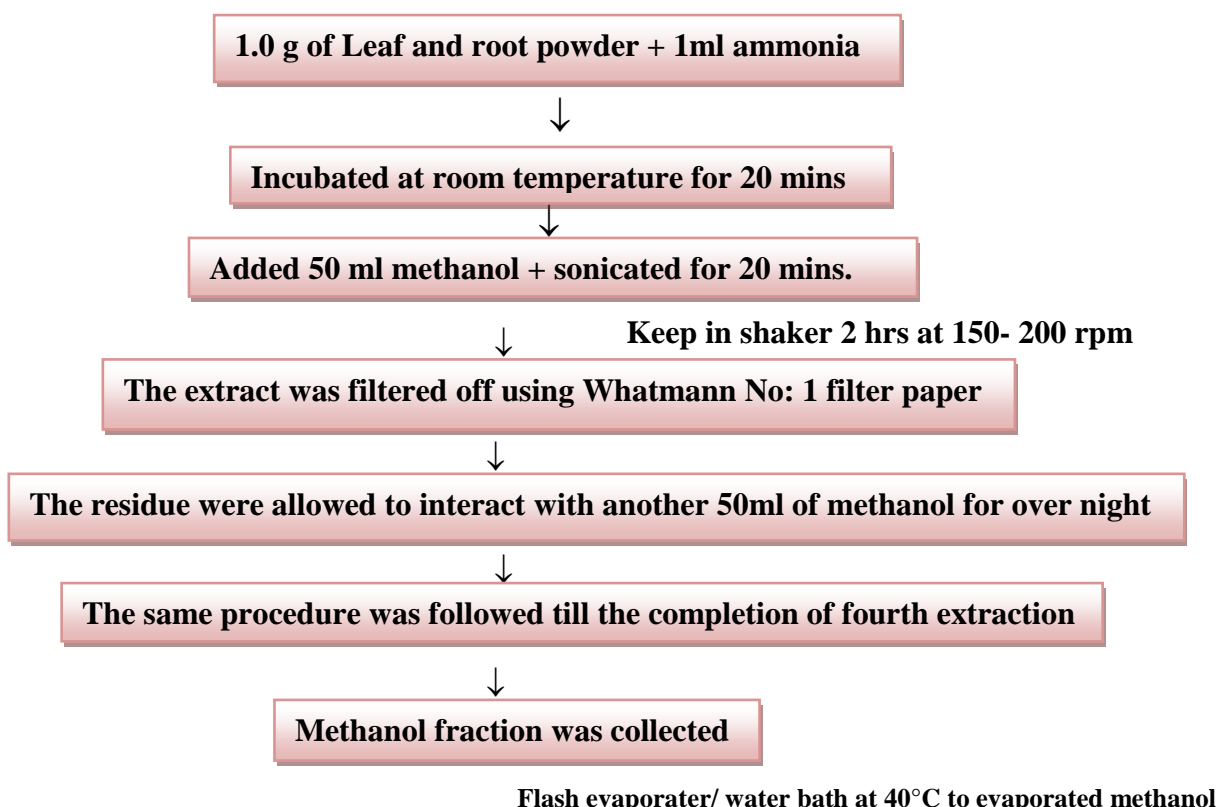 1.0 g of Leaf and root powder + 1ml ammonia
↓
Incubated at room temperature for 20 mins
↓
Added 50 ml methanol + sonicated for 20 mins.
↓
Keep in shaker 2 hrs at 150- 200 rpm
The extract was filtered off using Whatmann No: 1 filter paper
↓
The residue were allowed to interact with another 50ml of methanol for over night
↓
The same procedure was followed till the completion of fourth extraction
↓
Methanol fraction was collected
Flash evaporater/ water bath at 40°C to evaporated methanol